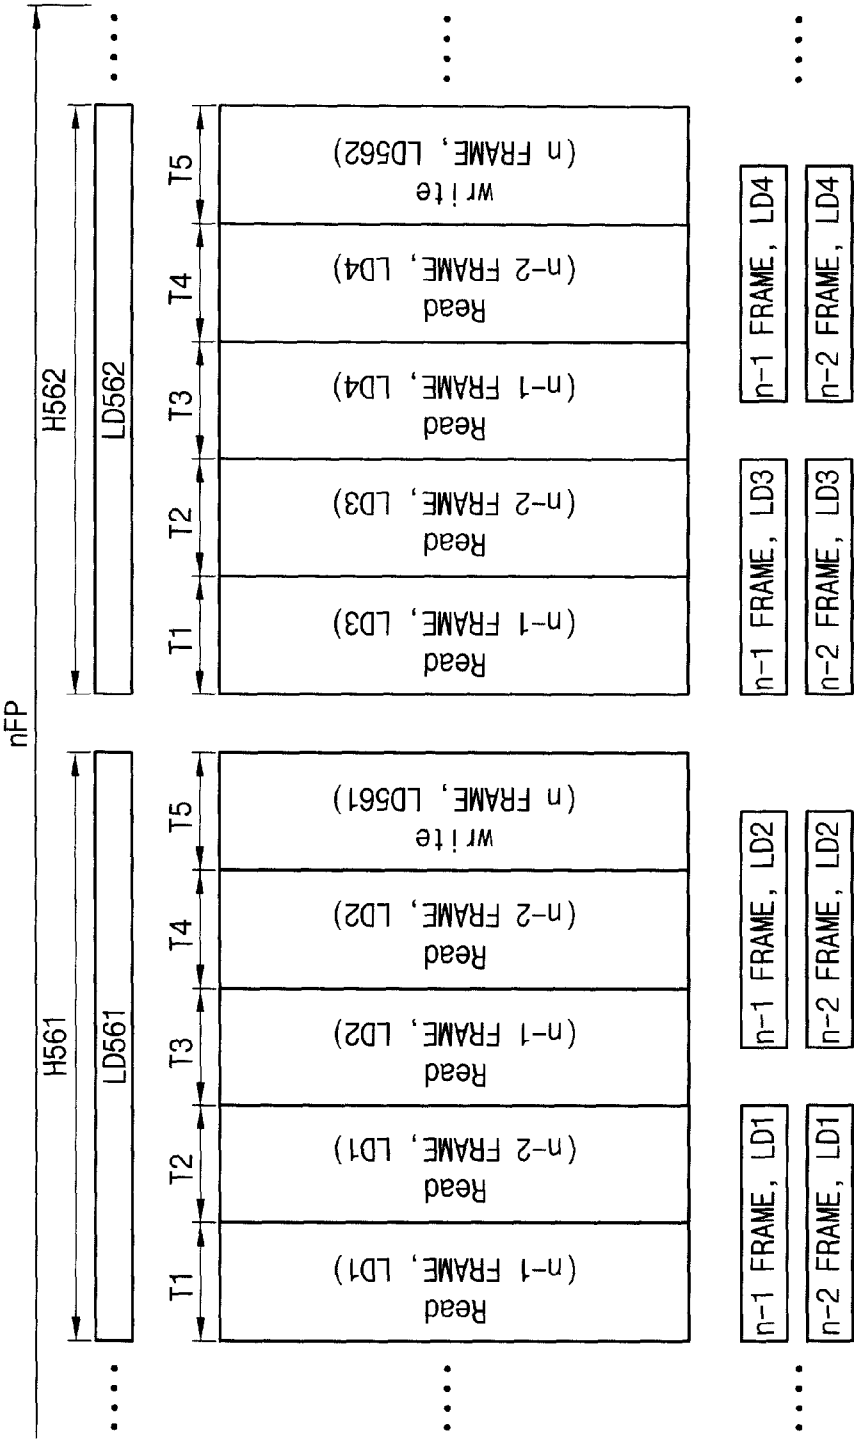 nFP
H561
H562
LD561
LD562
T1
T2
T3
T4
T5
T1
T2
T3
T4
T5
Read
(n-1 FRAME, LD1)
Read
(n-2 FRAME, LD1)
Read
(n-1 FRAME, LD2)
Read
(n-2 FRAME, LD2)
write
(n FRAME, LD561)
Read
(n-1 FRAME, LD3)
Read
(n-2 FRAME, LD3)
Read
(n-1 FRAME, LD4)
Read
(n-2 FRAME, LD4)
write
(n FRAME, LD562)
n-1 FRAME, LD1
n-1 FRAME, LD2
n-1 FRAME, LD3
n-1 FRAME, LD4
n-2 FRAME, LD1
n-2 FRAME, LD2
n-2 FRAME, LD3
n-2 FRAME, LD4